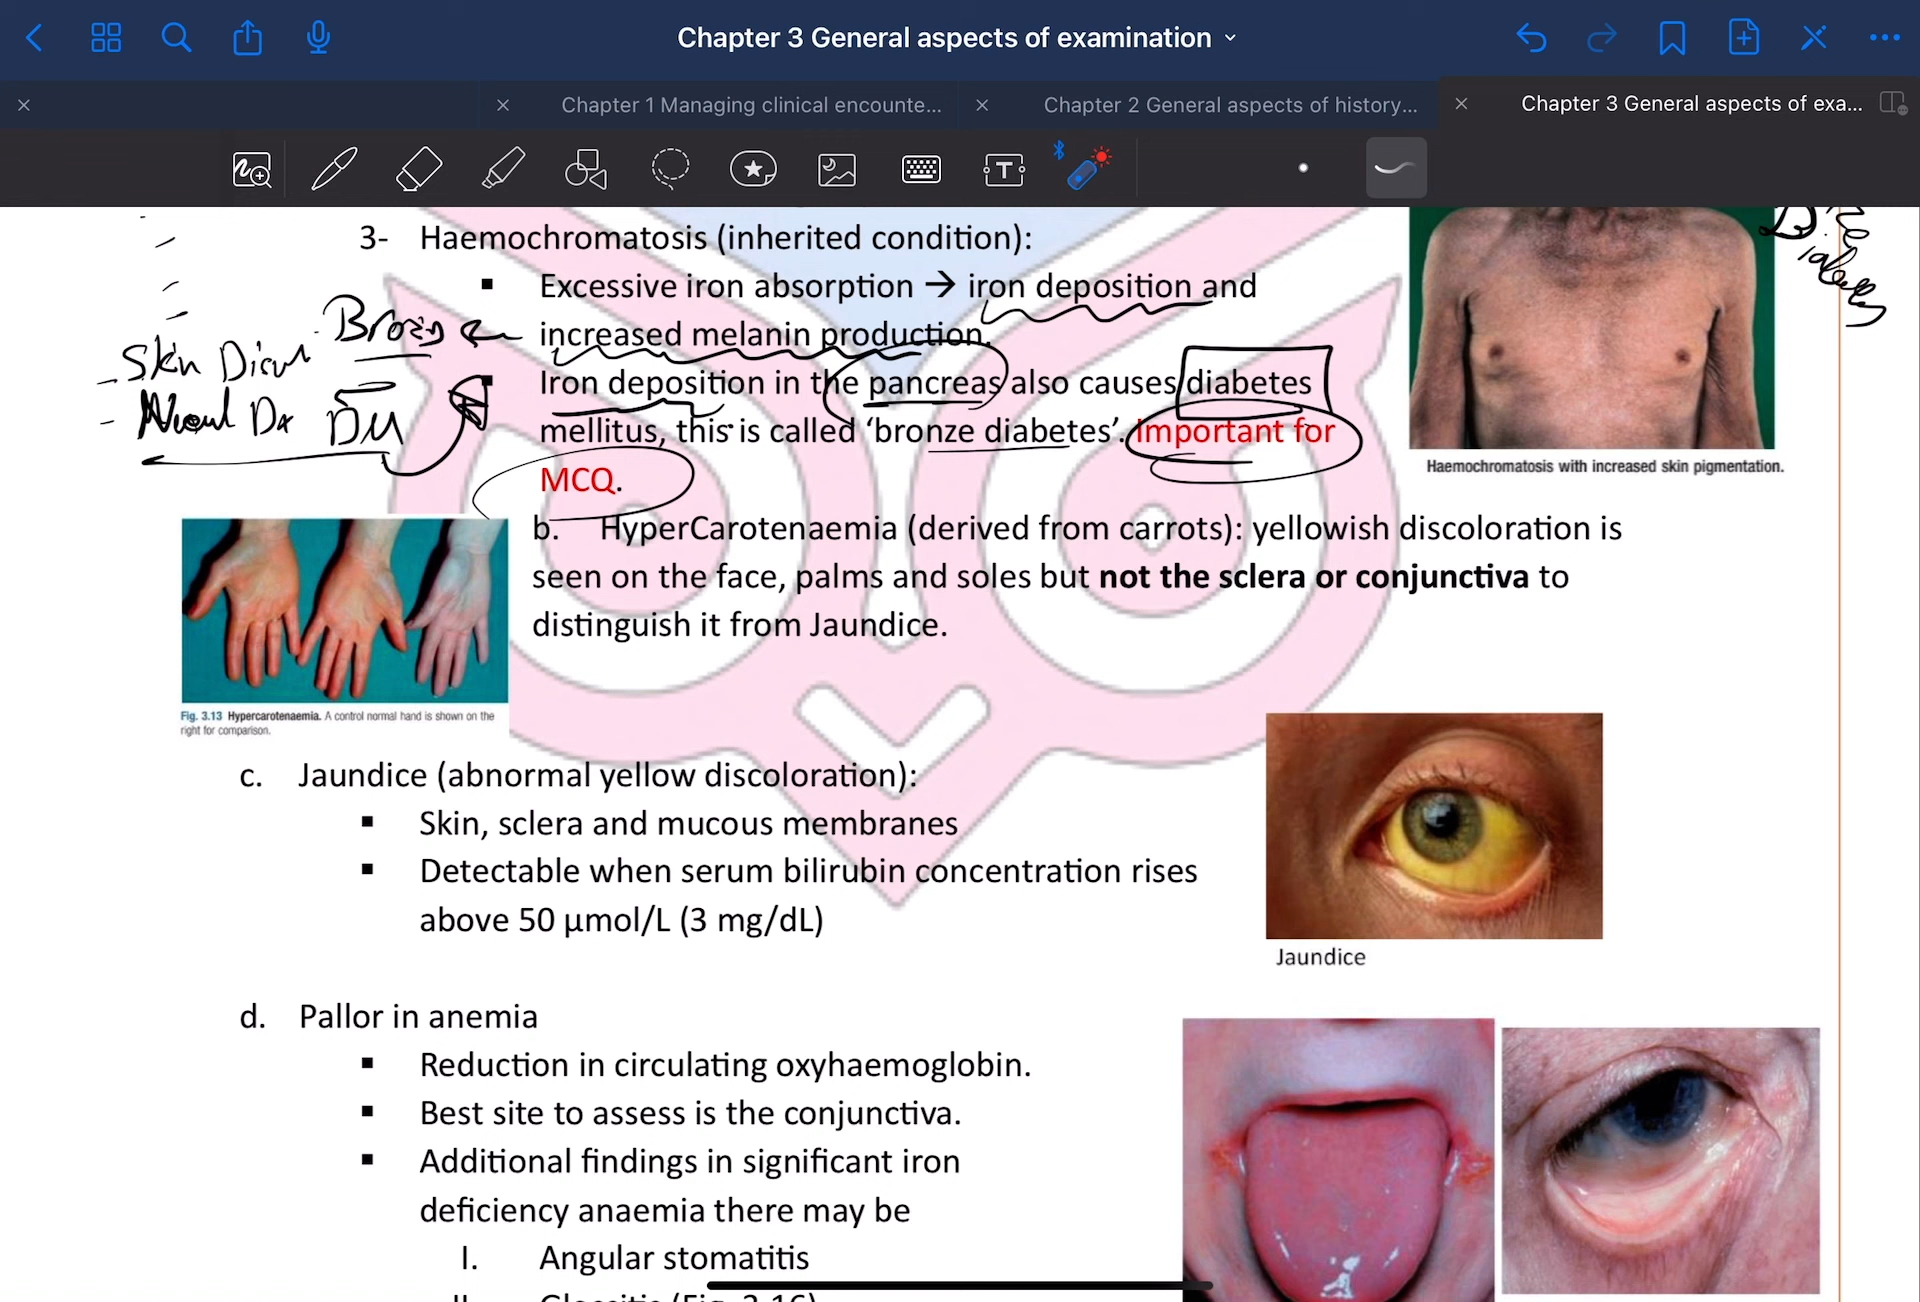 Chapter 3 General aspects of examination
Chapter 1 Managing clinical encounte...
Chapter 2 General aspects of history...
Chapter 3 General aspects of exa...
3- Haemochromatosis (inherited condition):
▪ Excessive iron absorption → iron deposition and
increased melanin production.
▪ Iron deposition in the pancreas also causes diabetes
mellitus, this is called ‘bronze diabetes’. Important for
MCQ.
Skin
DM
Haemochromatosis with increased skin pigmentation.
b. HyperCarotenaemia (derived from carrots): yellowish discoloration is
seen on the face, palms and soles but not the sclera or conjunctiva to
distinguish it from Jaundice.
Fig. 3.13 Hypercarotenaemia. A control normal hand is shown on the
right for comparison.
c. Jaundice (abnormal yellow discoloration):
▪ Skin, sclera and mucous membranes
▪ Detectable when serum bilirubin concentration rises
above 50 µmol/L (3 mg/dL)
Jaundice
d. Pallor in anemia
▪ Reduction in circulating oxyhaemoglobin.
▪ Best site to assess is the conjunctiva.
▪ Additional findings in significant iron
deficiency anaemia there may be
I. Angular stomatitis
II. Glossitis (Fig. 3.16)